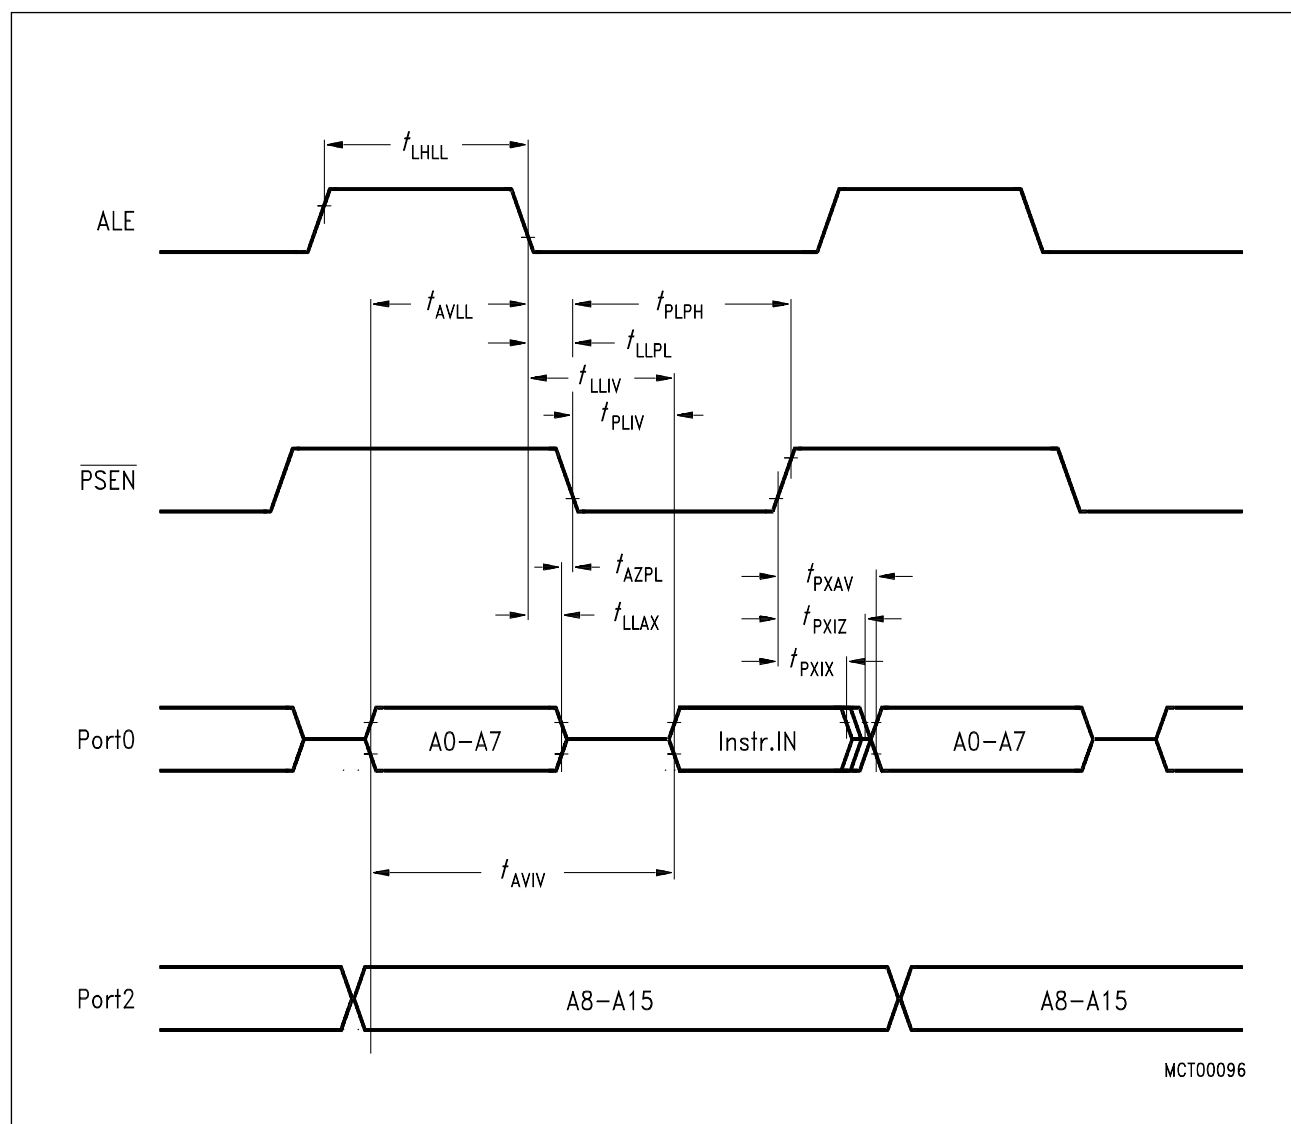 tLHLL
ALE
tAVLL
tPLPH
tLLPL
tLLIV
tPLIV
PSEN
tAZPL
tPXAV
tLLAX
tPXIZ
tPXIX
Port0
A0-A7
Instr.IN
A0-A7
tAVIV
Port2
A8-A15
A8-A15
MCT00096